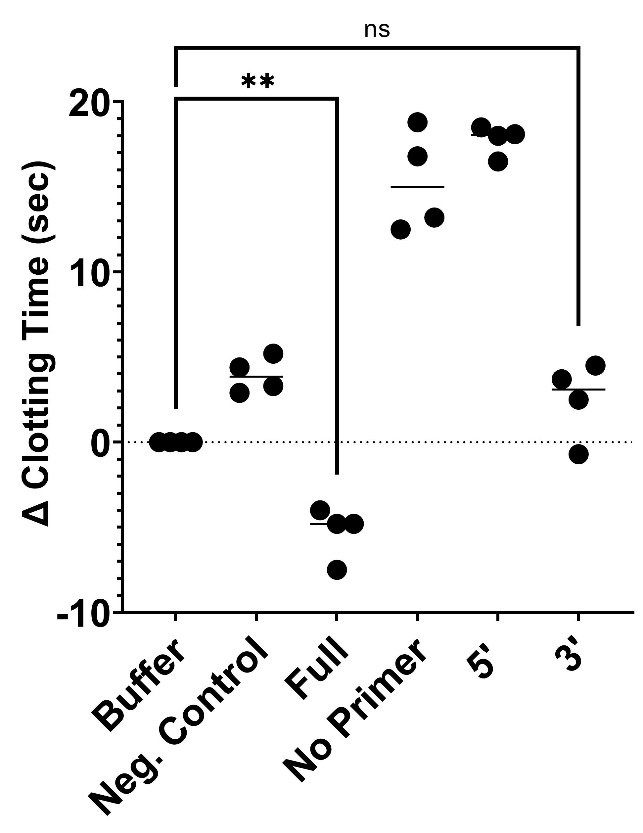 ns
**
Δ Clotting Time (sec)
20
10
0
-10
Buffer
Neg. Control
Full
No Primer
5'
3'